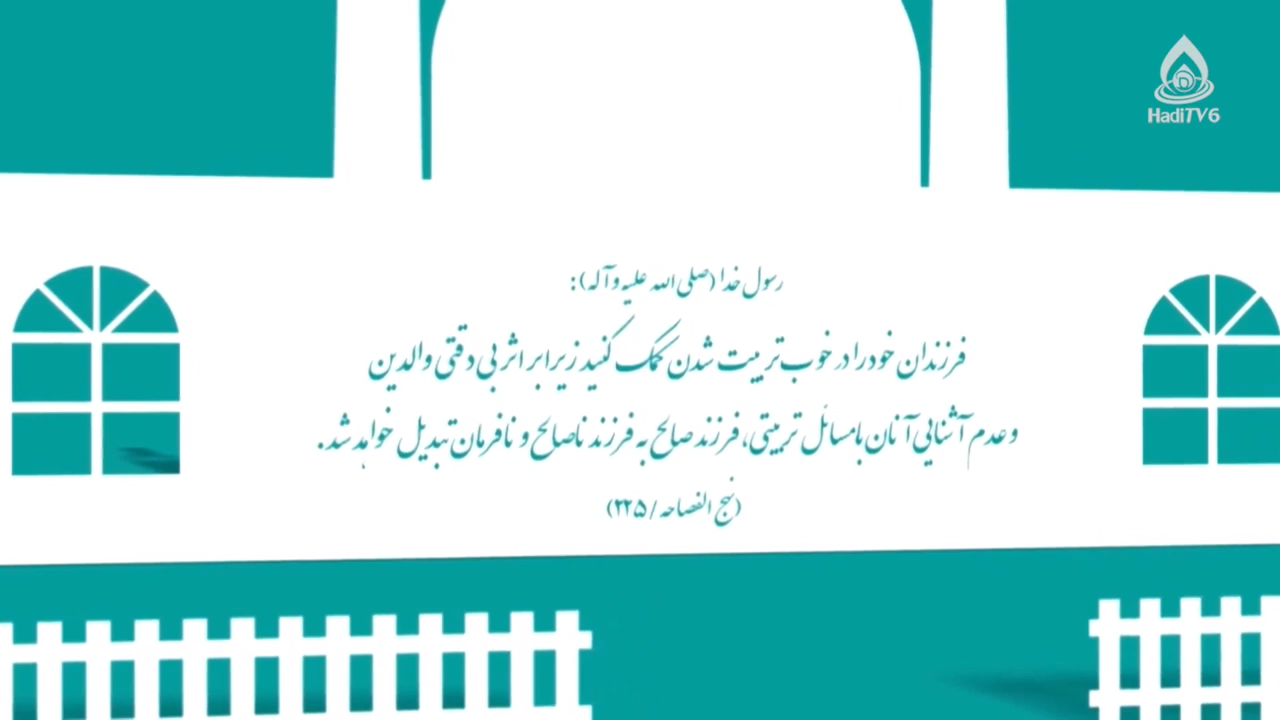 HadiTV6
رسول خدا (صلی الله علیه و آله) :
فرزندان خود را در خوب تربیت شدن کمک کنید زیرا بر اثر بی دقتی والدین
و عدم آشنایی آنان با مسائل تربیتی، فرزند صالح به فرزند ناصالح و نافرمان تبدیل خواهد شد.
(نهج الفصاحه / ۲۲۵)